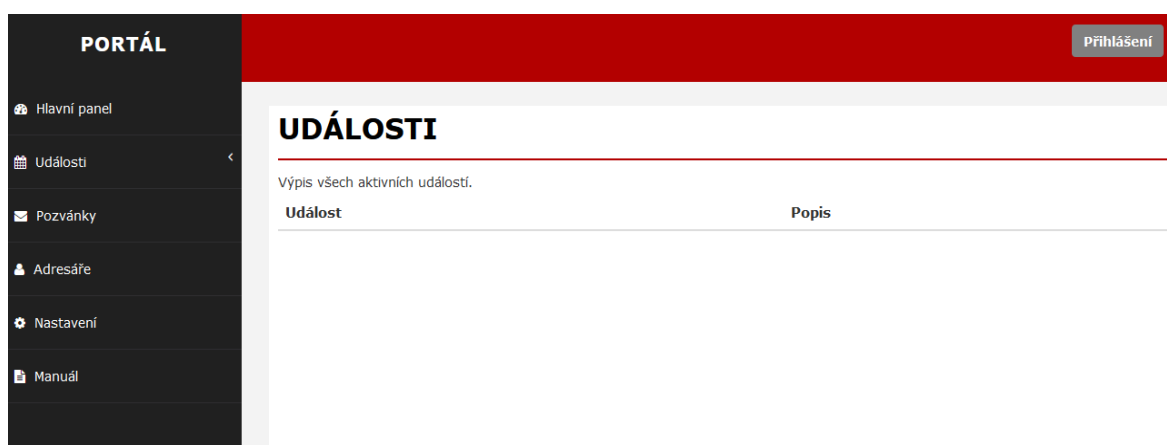 PORTÁL
Přihlášení
Hlavní panel
Události
Pozvánky
Adresáře
Nastavení
Manuál
UDÁLOSTI
Výpis všech aktivních událostí.
Událost Popis